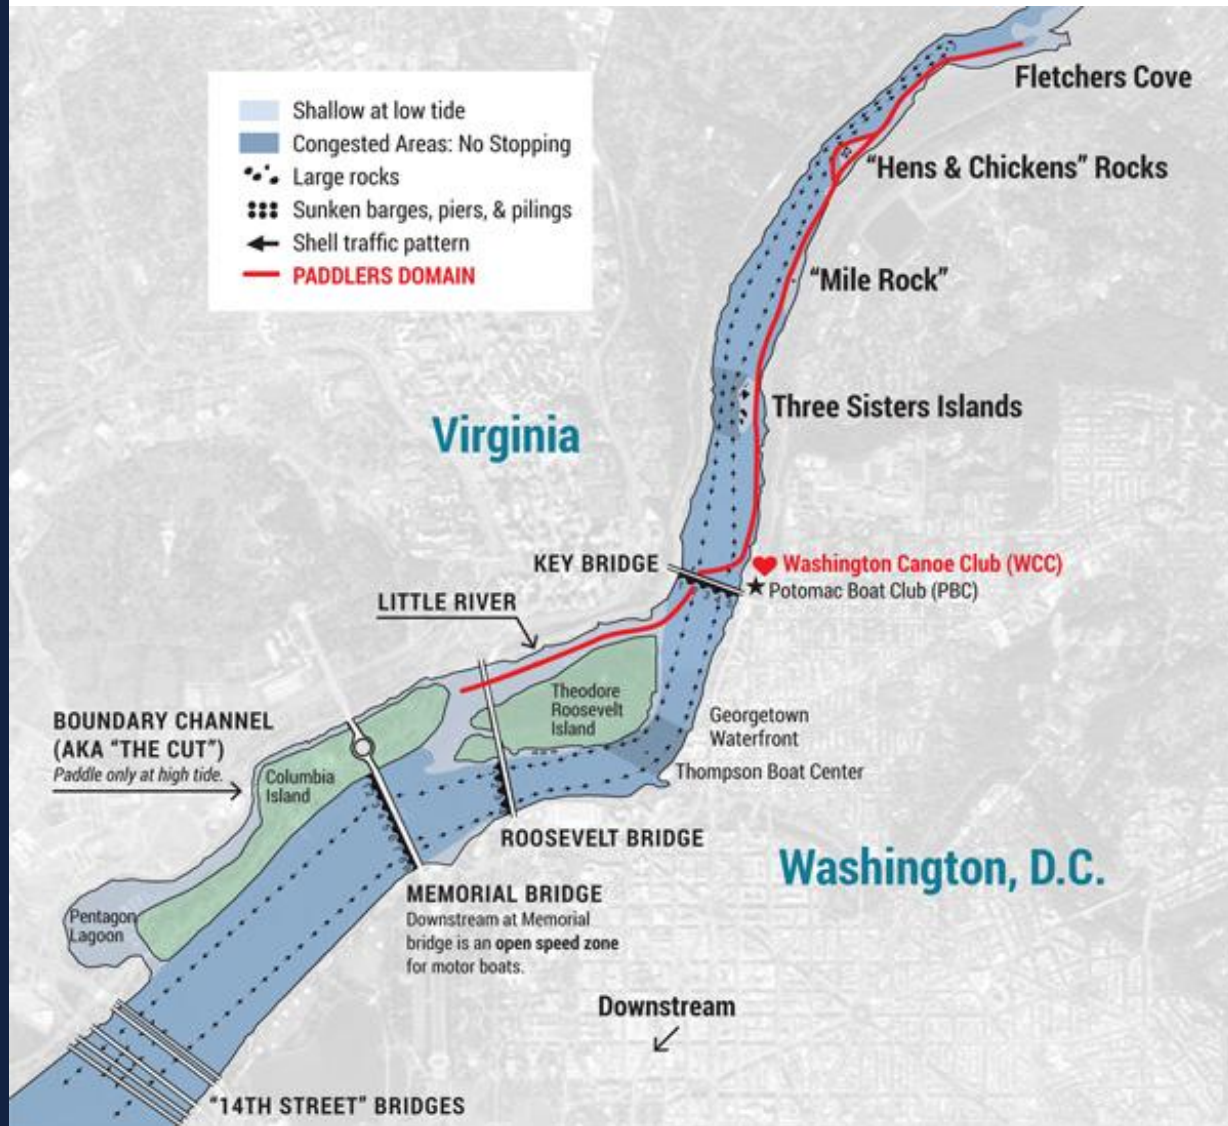 Shallow at low tide
Congested Areas: No Stopping
Large rocks
Sunken barges, piers, & pilings
Shell traffic pattern
PADDLERS DOMAIN
Fletchers Cove
“Hens & Chickens” Rocks
“Mile Rock”
Three Sisters Islands
Virginia
KEY BRIDGE
Washington Canoe Club (WCC)
Potomac Boat Club (PBC)
LITTLE RIVER
Theodore
Roosevelt
Island
Georgetown
Waterfront
Thompson Boat Center
BOUNDARY CHANNEL
(AKA “THE CUT”)
Paddle only at high tide.
Columbia
Island
ROOSEVELT BRIDGE
Washington, D.C.
MEMORIAL BRIDGE
Downstream at Memorial
bridge is an open speed zone
for motor boats.
Pentagon
Lagoon
Downstream
“14TH STREET” BRIDGES